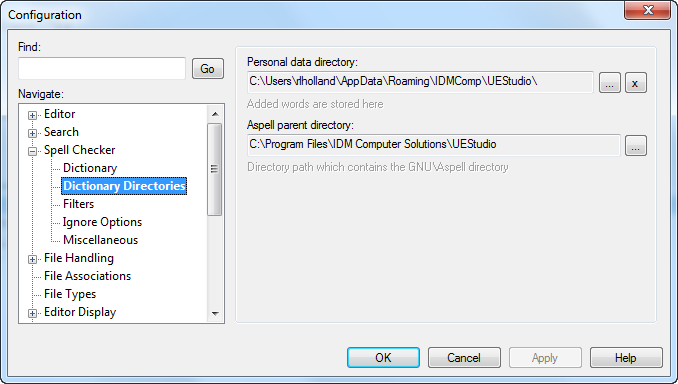 Configuration
Find:
Go
Navigate:
Editor
Search
Spell Checker
Dictionary
Dictionary Directories
Filters
Ignore Options
Miscellaneous
File Handling
File Associations
File Types
Editor Display
Personal data directory:
C:\Users\rlholland\AppData\Roaming\IDMComp\UEStudio\
... x
Added words are stored here
Aspell parent directory:
C:\Program Files\IDM Computer Solutions\UEStudio
...
Directory path which contains the GNU\Aspell directory
OK Cancel Apply Help